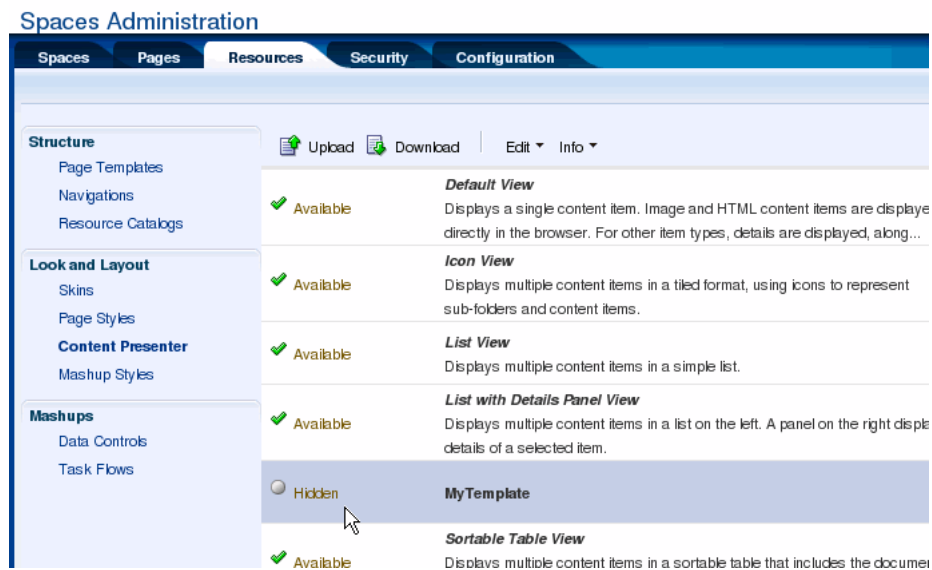 Spaces Administration
Spaces Pages Resources Security Configuration
Structure
Page Templates
Navigations
Resource Catalogs
Look and Layout
Skins
Page Styles
Content Presenter
Mashup Styles
Mashups
Data Controls
Task Flows
Upload Download Edit Info
Default View
Available
Displays a single content item. Image and HTML content items are displaye
directly in the browser. For other item types, details are displayed, along...
Icon View
Available
Displays multiple content items in a tiled format, using icons to represent
sub-folders and content items.
List View
Available
Displays multiple content items in a simple list.
List with Details Panel View
Available
Displays multiple content items in a list on the left. A panel on the right displa
details of a selected item.
Hidden
MyTemplate
Sortable Table View
Available
Displays multiple content items in a sortable table that includes the documen